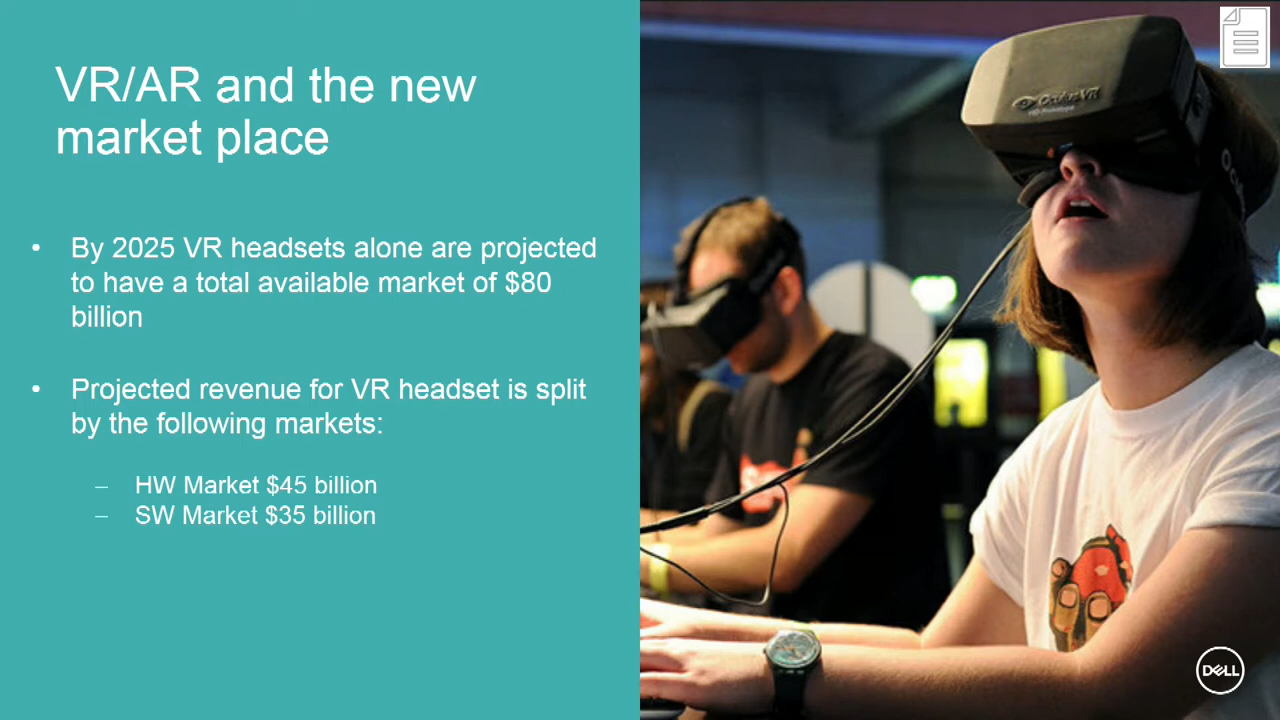 VR/AR and the new
market place
• By 2025 VR headsets alone are projected
to have a total available market of $80
billion
• Projected revenue for VR headset is split
by the following markets:
– HW Market $45 billion
– SW Market $35 billion
Oculus VR
DELL